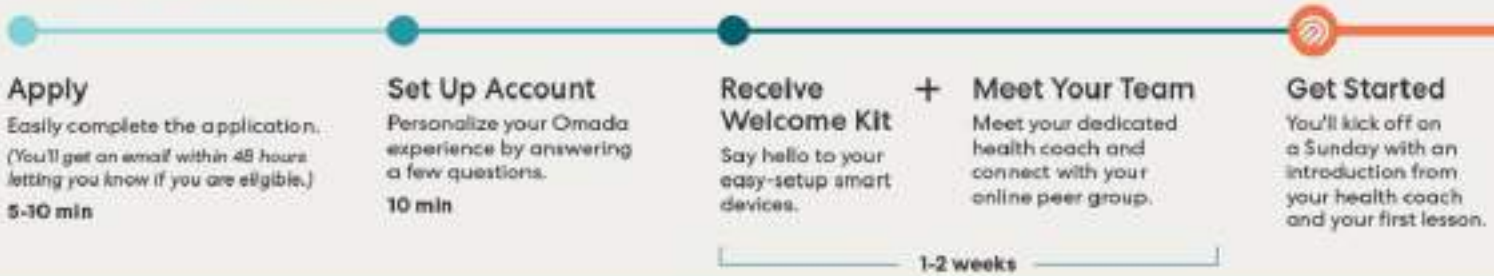 Apply
Easily complete the application.
(You'll get an email within 48 hours
letting you know if you are eligible.)
5-10 min
Set Up Account
Personalize your Omada
experience by answering
a few questions.
10 min
Receive
Welcome Kit
Say hello to your
easy-setup smart
devices.
+
Meet Your Team
Meet your dedicated
health coach and
connect with your
online peer group.
1-2 weeks
Get Started
You'll kick off on
a Sunday with an
introduction from
your health coach
and your first lesson.